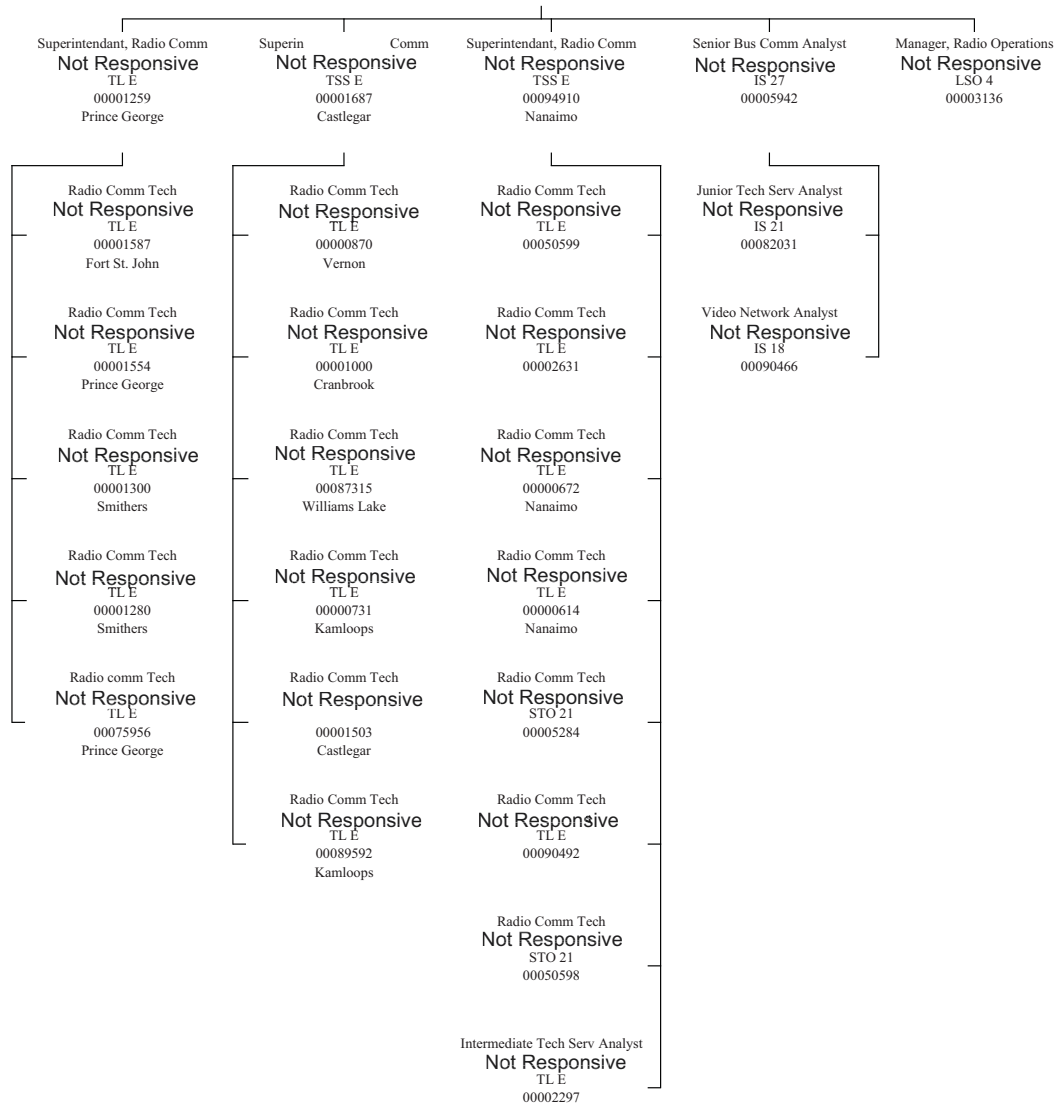 Superintendant, Radio Comm
Not Responsive
TL E
00001259
Prince George
Superin Comm
Not Responsive
TSS E
00001687
Castlegar
Superintendant, Radio Comm
Not Responsive
TSS E
00094910
Nanaimo
Senior Bus Comm Analyst
Not Responsive
IS 27
00005942
Manager, Radio Operations
Not Responsive
LSO 4
00003136
Radio Comm Tech
Not Responsive
TL E
00001587
Fort St. John
Radio Comm Tech
Not Responsive
TL E
00001554
Prince George
Radio Comm Tech
Not Responsive
TL E
00001300
Smithers
Radio Comm Tech
Not Responsive
TL E
00001280
Smithers
Radio comm Tech
Not Responsive
TL E
00075956
Prince George
Radio Comm Tech
Not Responsive
TL E
00000870
Vernon
Radio Comm Tech
Not Responsive
TL E
00001000
Cranbrook
Radio Comm Tech
Not Responsive
TL E
00087315
Williams Lake
Radio Comm Tech
Not Responsive
TL E
00000731
Kamloops
Radio Comm Tech
Not Responsive
00001503
Castlegar
Radio Comm Tech
Not Responsive
TL E
00089592
Kamloops
Radio Comm Tech
Not Responsive
TL E
00050599
Radio Comm Tech
Not Responsive
TL E
00002631
Radio Comm Tech
Not Responsive
TL E
00000672
Nanaimo
Radio Comm Tech
Not Responsive
TL E
00000614
Nanaimo
Radio Comm Tech
Not Responsive
STO 21
00005284
Radio Comm Tech
Not Responsive
TL E
00090492
Radio Comm Tech
Not Responsive
STO 21
00050598
Intermediate Tech Serv Analyst
Not Responsive
TL E
00002297
Junior Tech Serv Analyst
Not Responsive
IS 21
00082031
Video Network Analyst
Not Responsive
IS 18
00090466